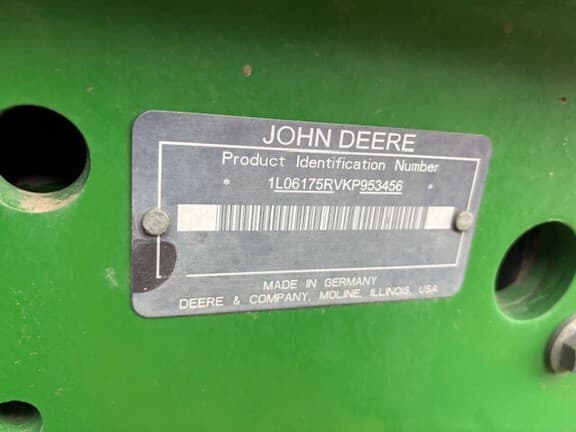 JOHN DEERE
Product Identification Number
* 1L06175RVKP953456 *
MADE IN GERMANY
DEERE & COMPANY, MOLINE, ILLINOIS, USA